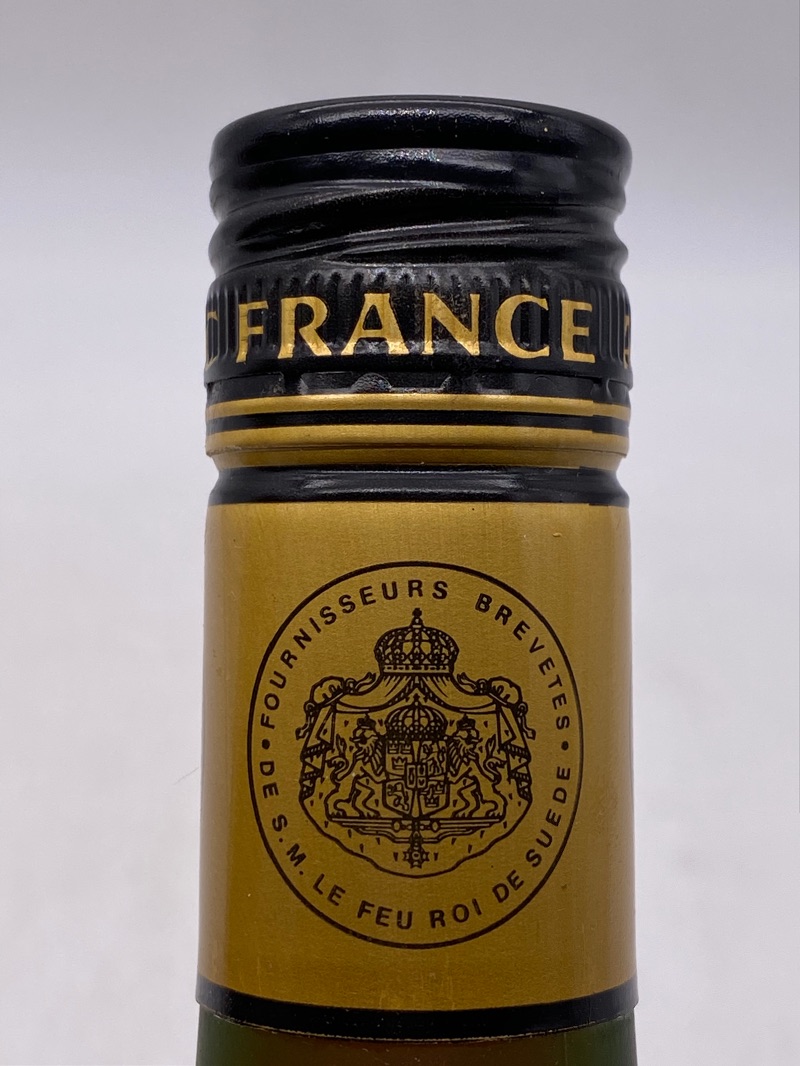 FRANCE
• FOURNISSEURS BREVETES •
DE S.M. LE FEU ROI DE SUEDE